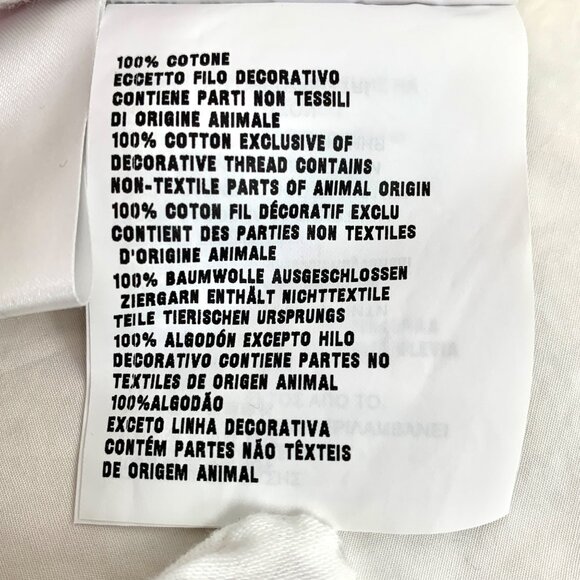 100% COTONE
ECCETTO FILO DECORATIVO
CONTIENE PARTI NON TESSILI
DI ORIGINE ANIMALE
100% COTTON EXCLUSIVE OF
DECORATIVE THREAD CONTAINS
NON-TEXTILE PARTS OF ANIMAL ORIGIN
100% COTON FIL DÉCORATIF EXCLU
CONTIENT DES PARTIES NON TEXTILES
D'ORIGINE ANIMALE
100% BAUMWOLLE AUSGESCHLOSSEN
ZIERGARN ENTHÄLT NICHTTEXTILE
TEILE TIERISCHEN URSPRUNGS
100% ALGODÓN EXCEPTO HILO
DECORATIVO CONTIENE PARTES NO
TEXTILES DE ORIGEN ANIMAL
100%ALGODÃO
EXCETO LINHA DECORATIVA
CONTÉM PARTES NÃO TÊXTEIS
DE ORIGEM ANIMAL